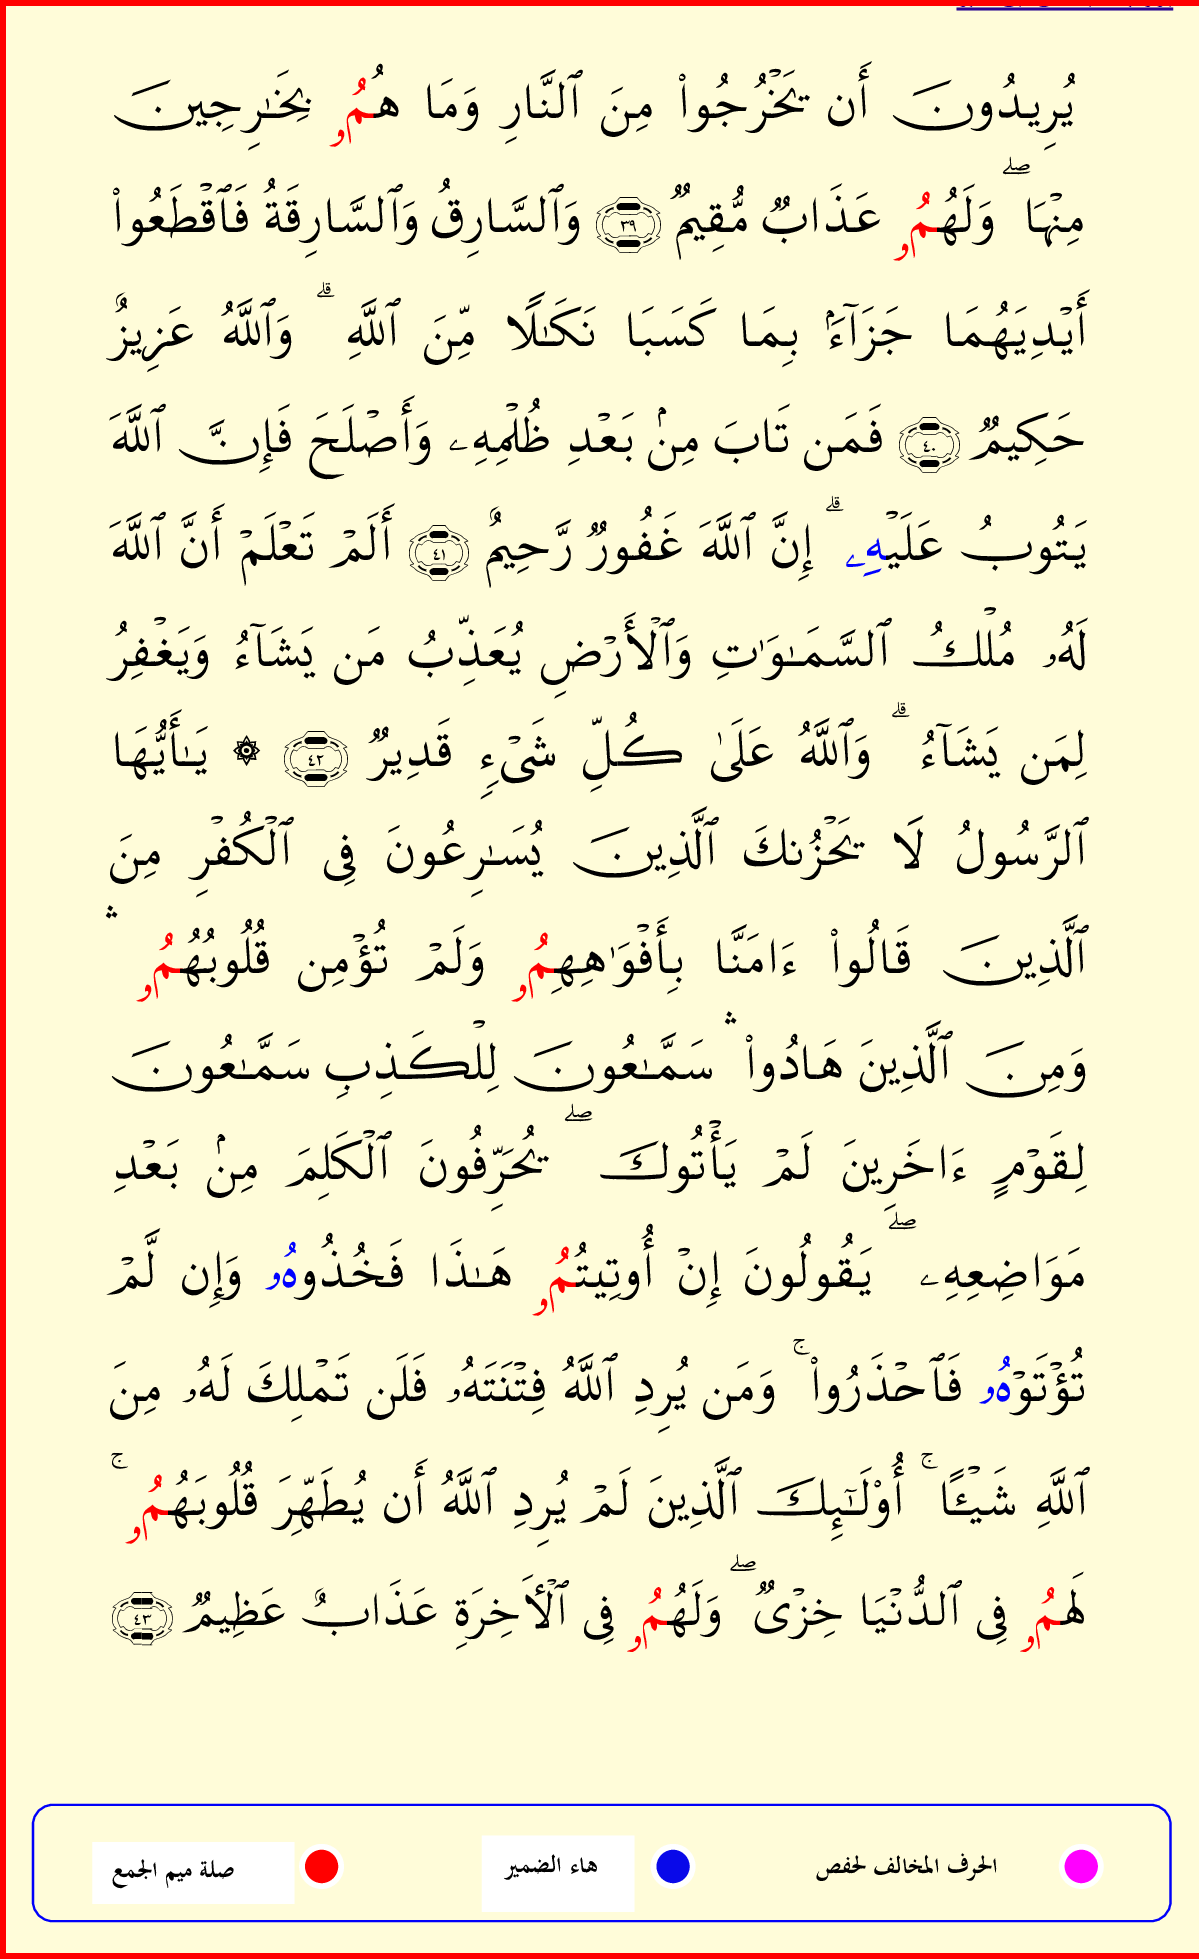 يُرِيدُونَ أَن يَخْرُجُوا۟ مِنَ ٱلنَّارِ وَمَا هُمُۥ بِخَـٰرِجِينَ
مِنْهَا ۖ وَلَهُمُۥ عَذَابٌ مُّقِيمٌ ٣٩ وَٱلسَّارِقُ وَٱلسَّارِقَةُ فَٱقْطَعُوا۟
أَيْدِيَهُمَا جَزَآءًۢ بِمَا كَسَبَا نَكَـٰلًا مِّنَ ٱللَّهِ ۗ وَٱللَّهُ عَزِيزٌ
حَكِيمٌ ٤٠ فَمَن تَابَ مِنۢ بَعْدِ ظُلْمِهِۦ وَأَصْلَحَ فَإِنَّ ٱللَّهَ
يَتُوبُ عَلَيْهِۦ ۗ إِنَّ ٱللَّهَ غَفُورٌ رَّحِيمٌ ٤١ أَلَمْ تَعْلَمْ أَنَّ ٱللَّهَ
لَهُۥ مُلْكُ ٱلسَّمَـٰوَٰتِ وَٱلْأَرْضِ يُعَذِّبُ مَن يَشَآءُ وَيَغْفِرُ
لِمَن يَشَآءُ ۗ وَٱللَّهُ عَلَىٰ كُلِّ شَىْءٍ قَدِيرٌ ٤٢ ۞ يَـٰٓأَيُّهَا
ٱلرَّسُولُ لَا يَحْزُنكَ ٱلَّذِينَ يُسَـٰرِعُونَ فِى ٱلْكُفْرِ مِنَ
ٱلَّذِينَ قَالُوا۟ ءَامَنَّا بِأَفْوَٰهِهِمُۥ وَلَمْ تُؤْمِن قُلُوبُهُمُۥ ۛ
وَمِنَ ٱلَّذِينَ هَادُوا۟ ۛ سَمَّـٰعُونَ لِلْكَذِبِ سَمَّـٰعُونَ
لِقَوْمٍ ءَاخَرِينَ لَمْ يَأْتُوكَ ۖ يُحَرِّفُونَ ٱلْكَلِمَ مِنۢ بَعْدِ
مَوَاضِعِهِۦ ۖ يَقُولُونَ إِنْ أُوتِيتُمُۥ هَـٰذَا فَخُذُوهُۥ وَإِن لَّمْ
تُؤْتَوْهُۥ فَٱحْذَرُوا۟ ۚ وَمَن يُرِدِ ٱللَّهُ فِتْنَتَهُۥ فَلَن تَمْلِكَ لَهُۥ مِنَ
ٱللَّهِ شَيْـًٔا ۚ أُو۟لَـٰٓئِكَ ٱلَّذِينَ لَمْ يُرِدِ ٱللَّهُ أَن يُطَهِّرَ قُلُوبَهُمُۥ ۚ
لَهُمُۥ فِى ٱلدُّنْيَا خِزْىٌ ۖ وَلَهُمُۥ فِى ٱلْـَٔاخِرَةِ عَذَابٌ عَظِيمٌ ٤٣
الحرف المخالف لحفص
هاء الضمير
صلة ميم الجمع